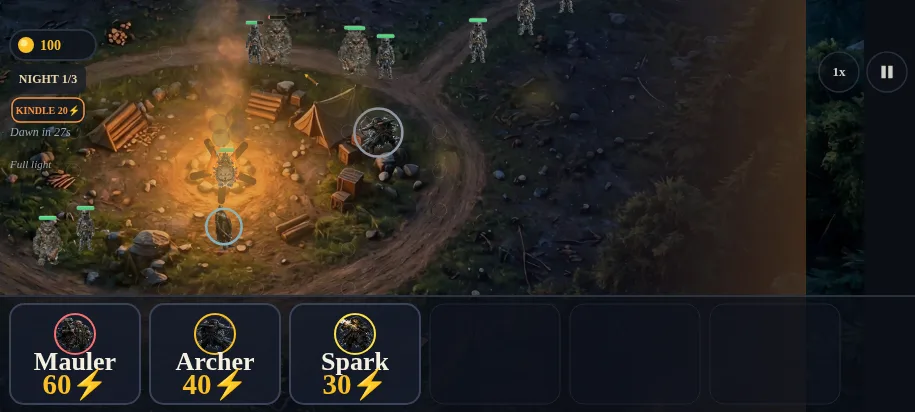 100
NIGHT 1/3
KINDLE 20⚡
Dawn in 27s
Full light
1x
Mauler
60⚡
Archer
40⚡
Spark
30⚡